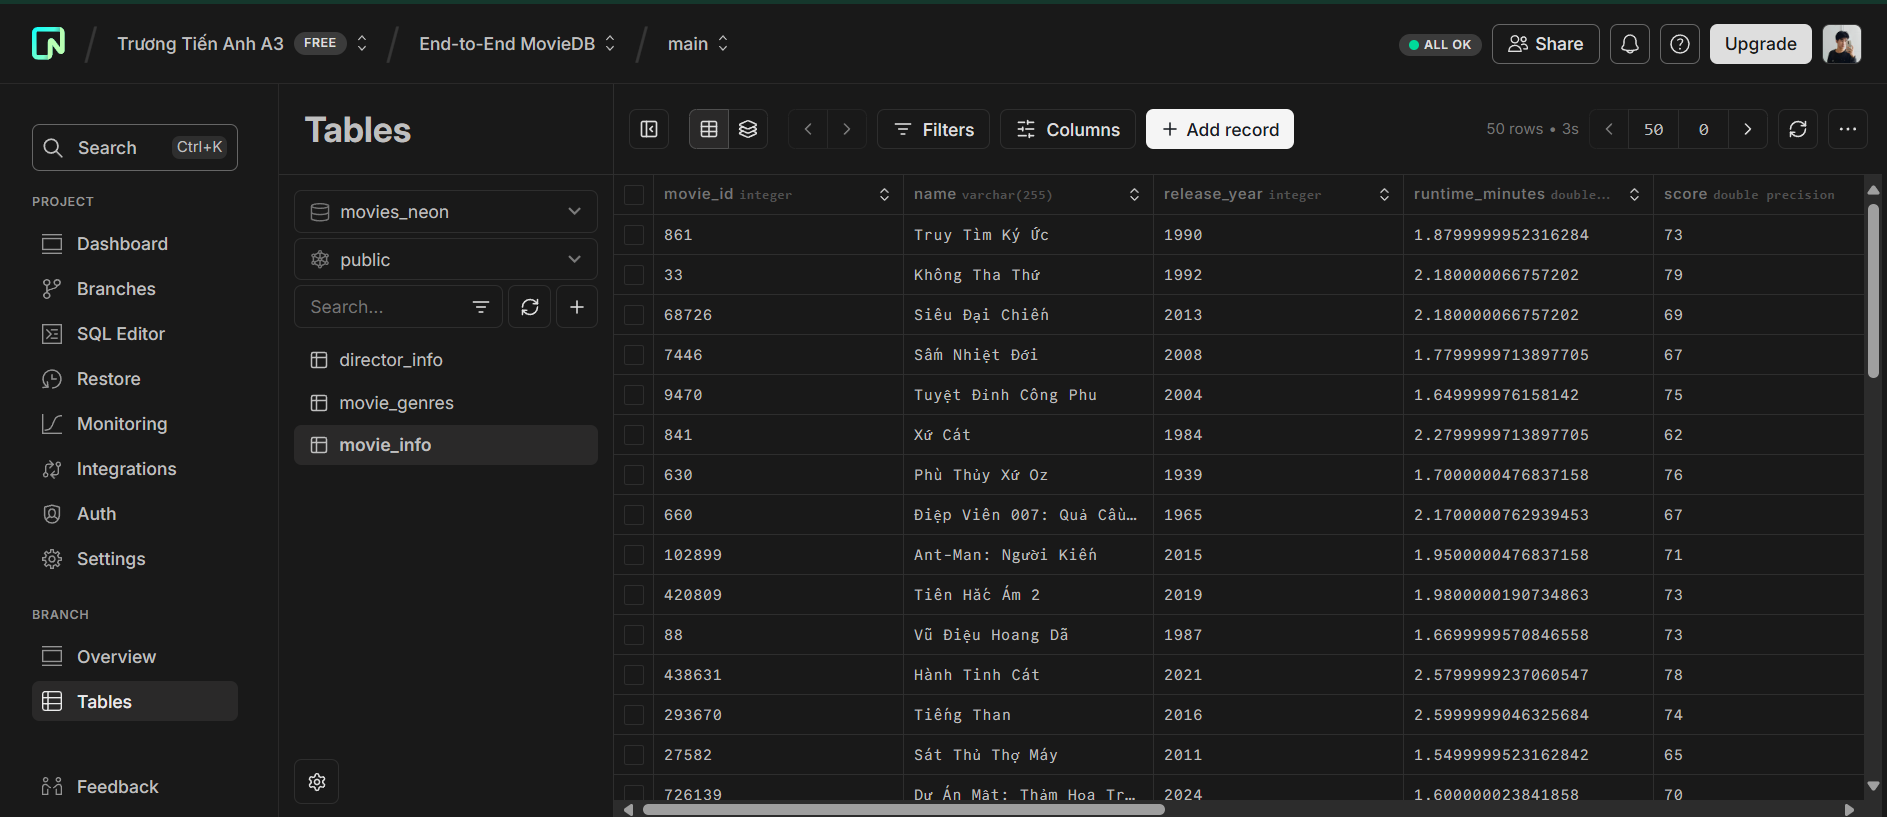 Trương Tiến Anh A3 FREE
End-to-End MovieDB
main
ALL OK
Share
Upgrade
Search Ctrl+K
PROJECT
Dashboard
Branches
SQL Editor
Restore
Monitoring
Integrations
Auth
Settings
BRANCH
Overview
Tables
Feedback
Tables
movies_neon
public
Search...
director_info
movie_genres
movie_info
Filters
Columns
+ Add record
50 rows • 3s
50
0
movie_id integer name varchar(255) release_year integer runtime_minutes double... score double precision
861 Truy Tìm Ký Ức 1990 1.8799999952316284 73
33 Không Tha Thứ 1992 2.180000066757202 79
68726 Siêu Đại Chiến 2013 2.180000066757202 69
7446 Sấm Nhiệt Đới 2008 1.7799999713897705 67
9470 Tuyệt Đỉnh Công Phu 2004 1.649999976158142 75
841 Xứ Cát 1984 2.2799999713897705 62
630 Phù Thủy Xứ Oz 1939 1.7000000476837158 76
660 Điệp Viên 007: Quả Cầu... 1965 2.1700000762939453 67
102899 Ant-Man: Người Kiến 2015 1.9500000476837158 71
420809 Tiên Hắc Ám 2 2019 1.9800000190734863 73
88 Vũ Điệu Hoang Dã 1987 1.6699999570846558 73
438631 Hành Tinh Cát 2021 2.5799999237060547 78
293670 Tiếng Than 2016 2.5999999046325684 74
27582 Sát Thủ Thợ Máy 2011 1.5499999523162842 65
726139 Dự Án Mật: Thảm Họa Tr... 2024 1.600000023841858 70